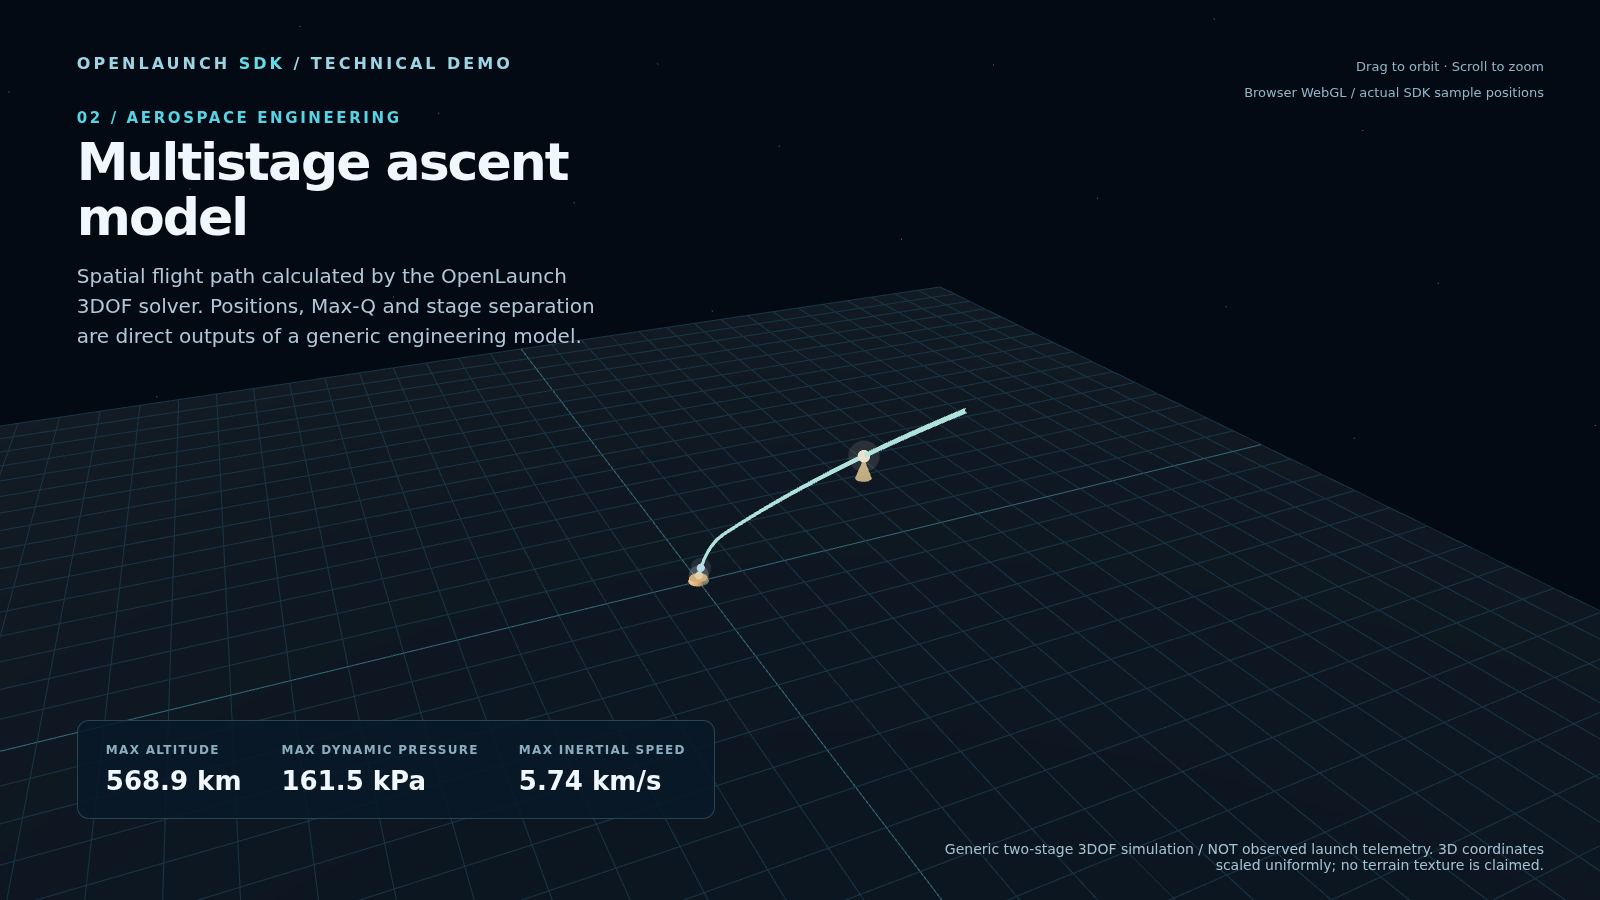 OPENLAUNCH SDK / TECHNICAL DEMO
Drag to orbit · Scroll to zoom
Browser WebGL / actual SDK sample positions
02 / AEROSPACE ENGINEERING
Multistage ascent
model
Spatial flight path calculated by the OpenLaunch
3DOF solver. Positions, Max-Q and stage separation
are direct outputs of a generic engineering model.
MAX ALTITUDE
568.9 km
MAX DYNAMIC PRESSURE
161.5 kPa
MAX INERTIAL SPEED
5.74 km/s
Generic two-stage 3DOF simulation / NOT observed launch telemetry. 3D coordinates
scaled uniformly; no terrain texture is claimed.